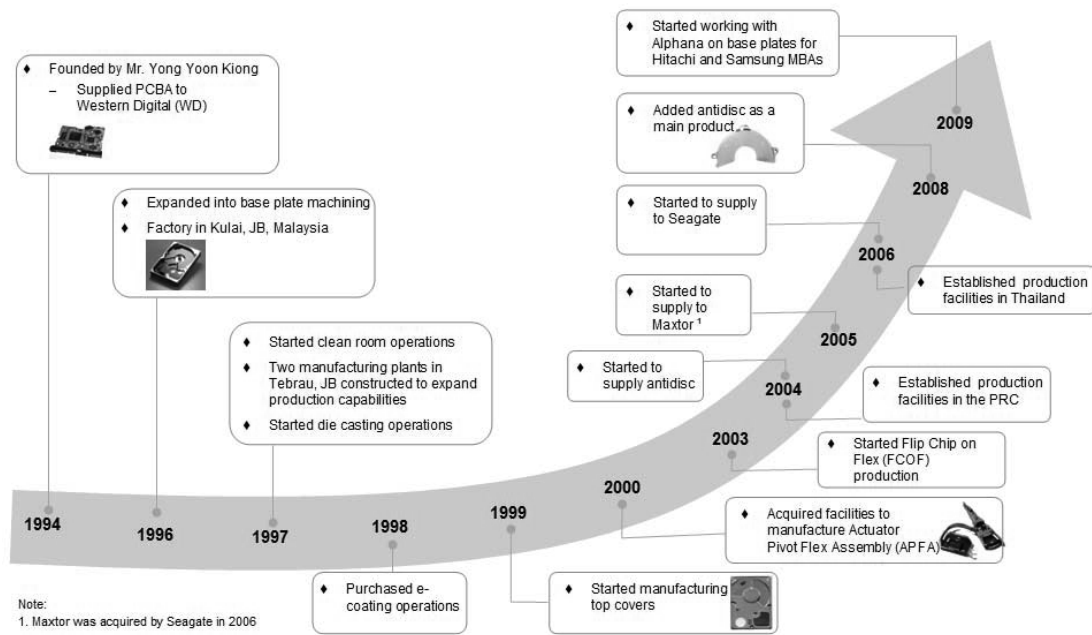 Founded by Mr. Yong Yoon Kiong
– Supplied PCBA to
Western Digital (WD)
1994
Expanded into base plate machining
Factory in Kulai, JB, Malaysia
1996
Started clean room operations
Two manufacturing plants in
Tebrau, JB constructed to expand
production capabilities
Started die casting operations
1997
1998
Purchased e-
coating operations
1999
Started manufacturing
top covers
2000
Acquired facilities to
manufacture Actuator
Pivot Flex Assembly (APFA)
2003
Started Flip Chip on
Flex (FCOF)
production
Started to
supply antidisc
2004
Established production
facilities in the PRC
Started to
supply to
Maxtor ¹
2005
Started to supply
to Seagate
2006
Established production
facilities in Thailand
Added antidisc as a
main product
2008
Started working with
Alphana on base plates for
Hitachi and Samsung MBAs
2009
Note:
1. Maxtor was acquired by Seagate in 2006